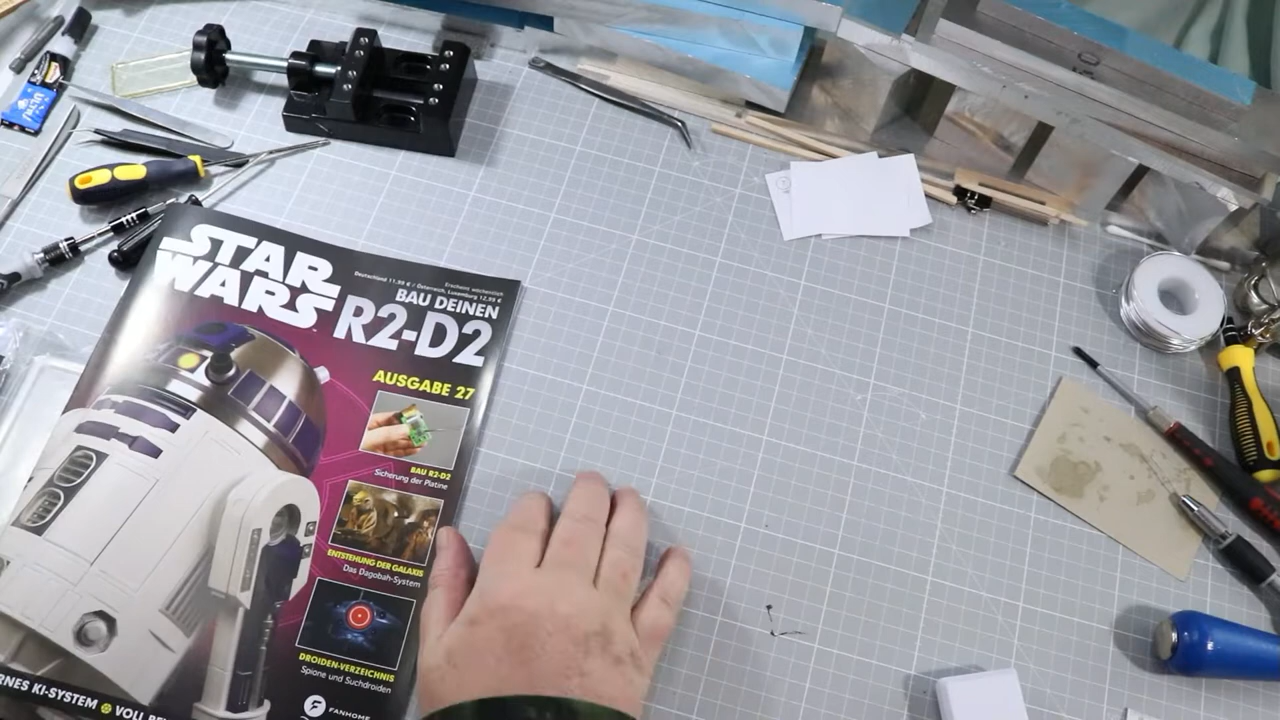 STAR
WARS
Erscheint wöchentlich
Deutschland 11,99 € / Österreich, Luxemburg 12,99 €
BAU DEINEN
R2-D2
AUSGABE 27
BAU R2-D2
Sicherung der Platine
ENTSTEHUNG DER GALAXIS
Das Dagobah-System
DROIDEN-VERZEICHNIS
Spione und Suchdroiden
FANHOME
RNES KI-SYSTEM